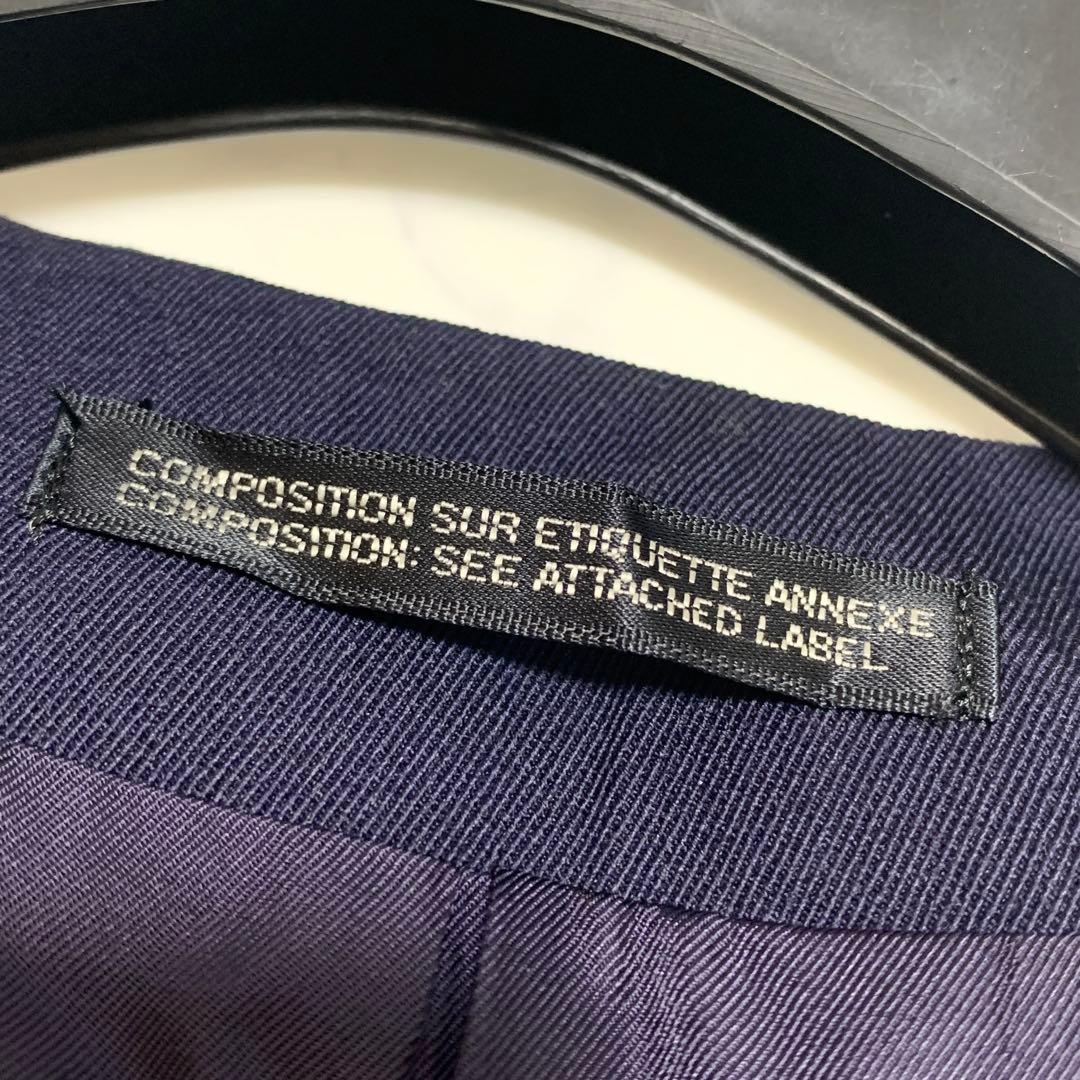 COMPOSITION SUR ETIQUETTE ANNEXE
COMPOSITION: SEE ATTACHED LABEL